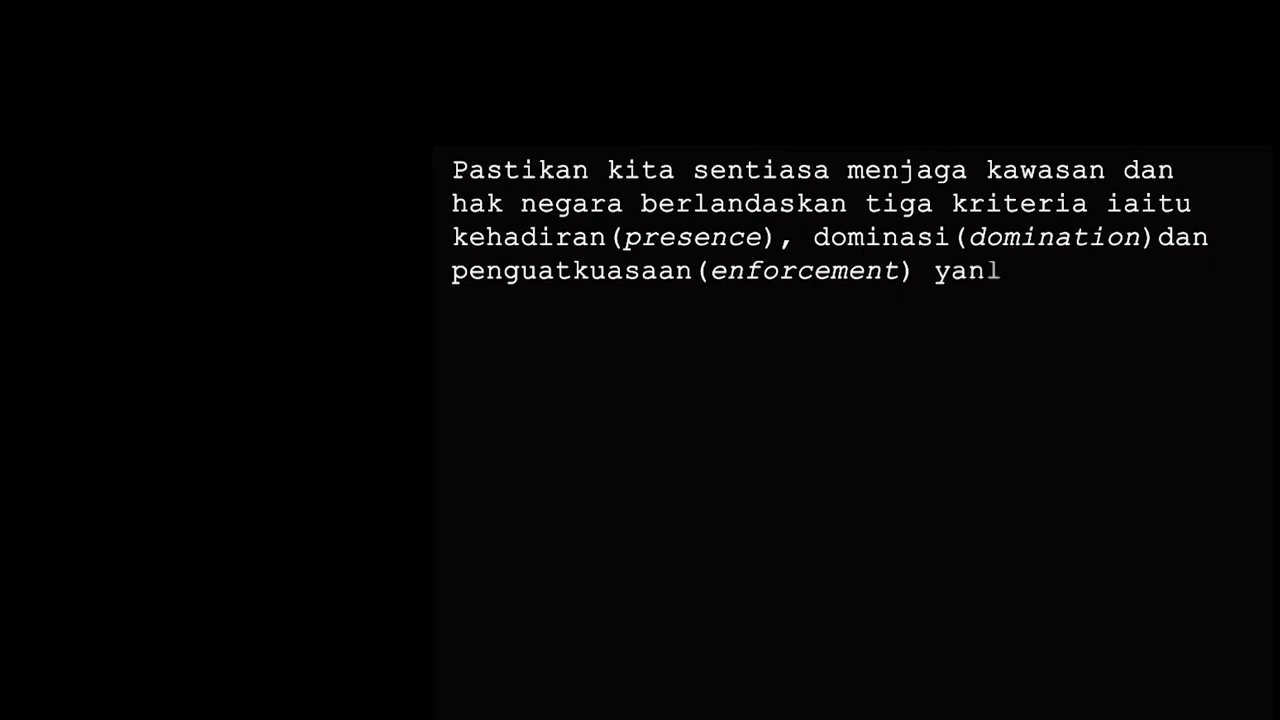 Pastikan kita sentiasa menjaga kawasan dan
hak negara berlandaskan tiga kriteria iaitu
kehadiran(presence), dominasi(domination)dan
penguatkuasaan(enforcement) yanl